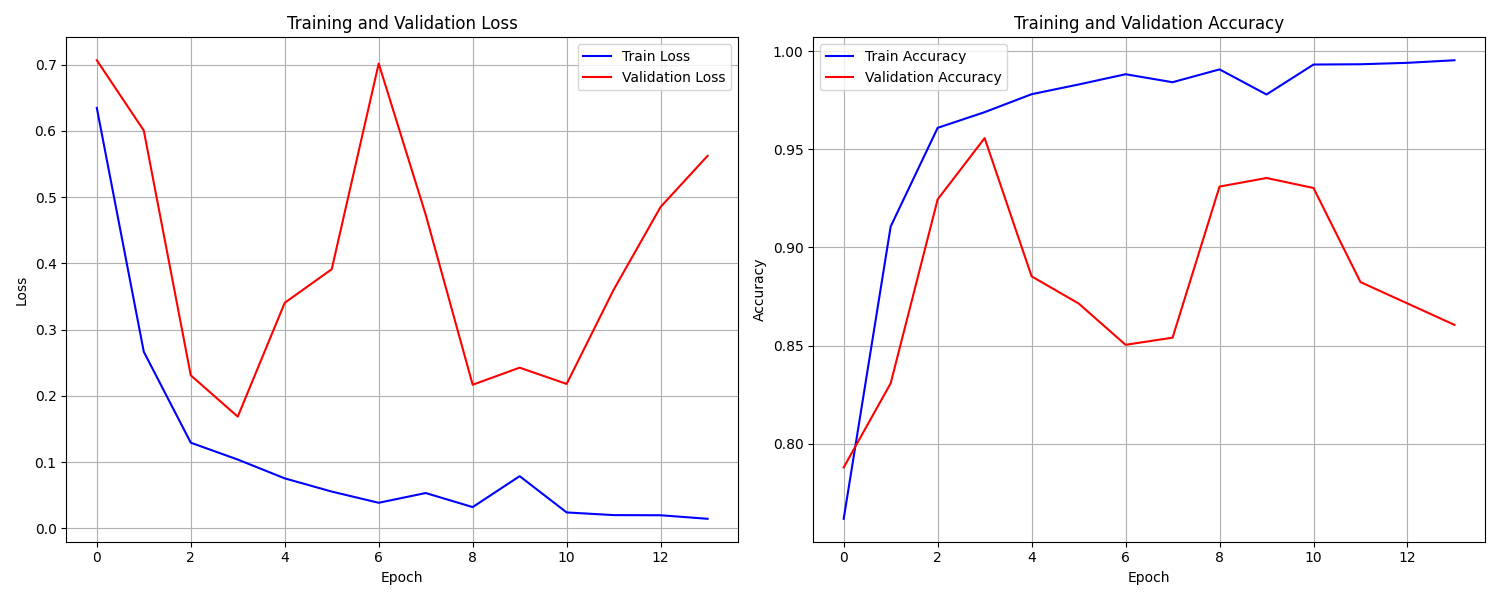 Training and Validation Loss
Train Loss
Validation Loss
0.7
0.6
0.5
0.4
0.3
0.2
0.1
0.0
Loss
0
2
4
6
8
10
12
Epoch
Training and Validation Accuracy
Train Accuracy
Validation Accuracy
1.00
0.95
0.90
0.85
0.80
Accuracy
0
2
4
6
8
10
12
Epoch